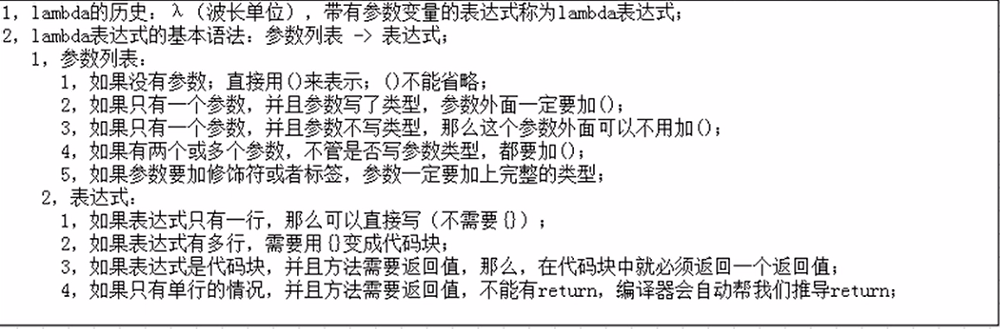 1，lambda的历史：λ（波长单位），带有参数变量的表达式称为lambda表达式；
2，lambda表达式的基本语法：参数列表 -> 表达式；
1，参数列表：
1，如果没有参数；直接用()来表示；()不能省略；
2，如果只有一个参数，并且参数写了类型，参数外面一定要加()；
3，如果只有一个参数，并且参数不写类型，那么这个参数外面可以不用加()；
4，如果有两个或多个参数，不管是否写参数类型，都要加()；
5，如果参数要加修饰符或者标签，参数一定要加上完整的类型；
2，表达式：
1，如果表达式只有一行，那么可以直接写（不需要{}）；
2，如果表达式有多行，需要用{}变成代码块；
3，如果表达式是代码块，并且方法需要返回值，那么，在代码块中就必须返回一个返回值；
4，如果只有单行的情况，并且方法需要返回值，不能有return，编译器会自动帮我们推导return；